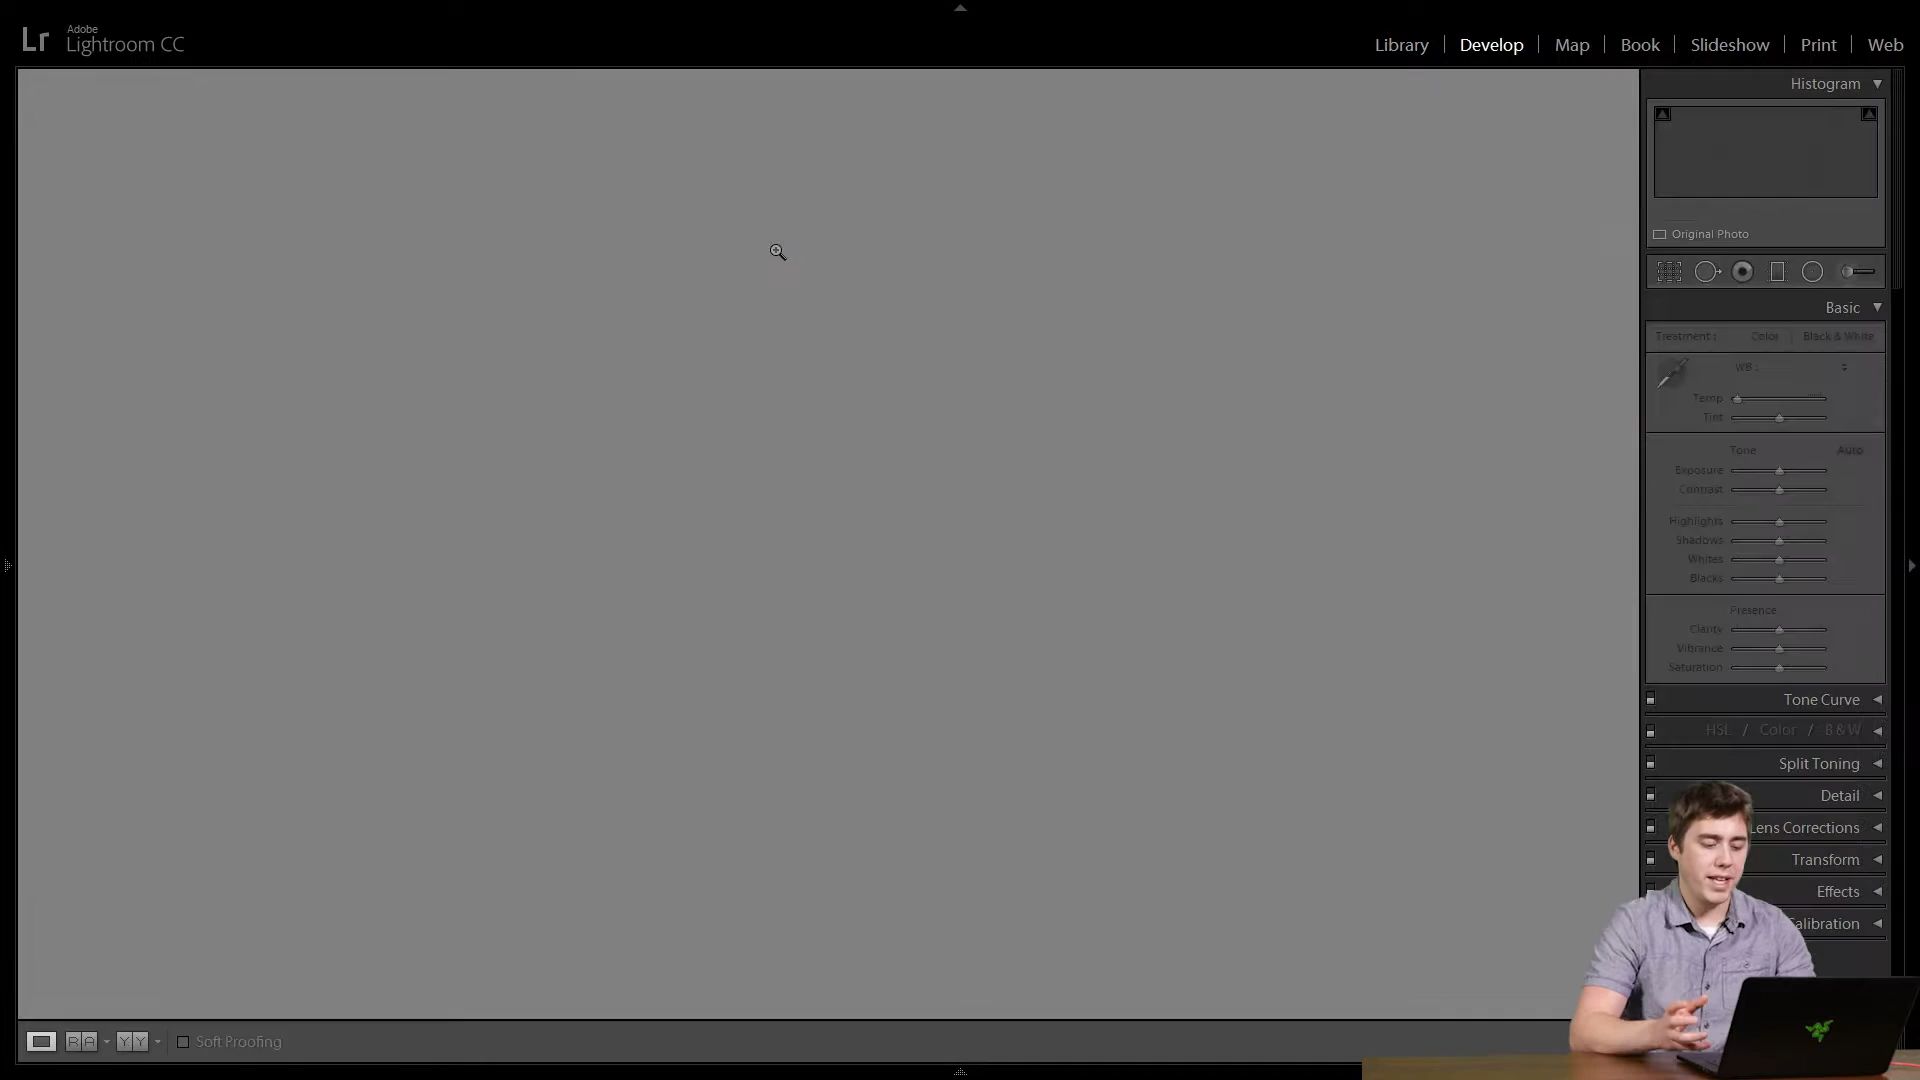 Lr
Adobe
Lightroom CC
Library
Develop
Map
Book
Slideshow
Print
Web
Histogram
Original Photo
Basic
Treatment :
Color
Black & White
WB :
Temp
Tint
Tone
Auto
Exposure
Contrast
Highlights
Shadows
Whites
Blacks
Presence
Clarity
Vibrance
Saturation
Tone Curve
HSL / Color / B & W
Split Toning
Detail
Lens Corrections
Transform
Effects
Calibration
R A
Y Y
Soft Proofing